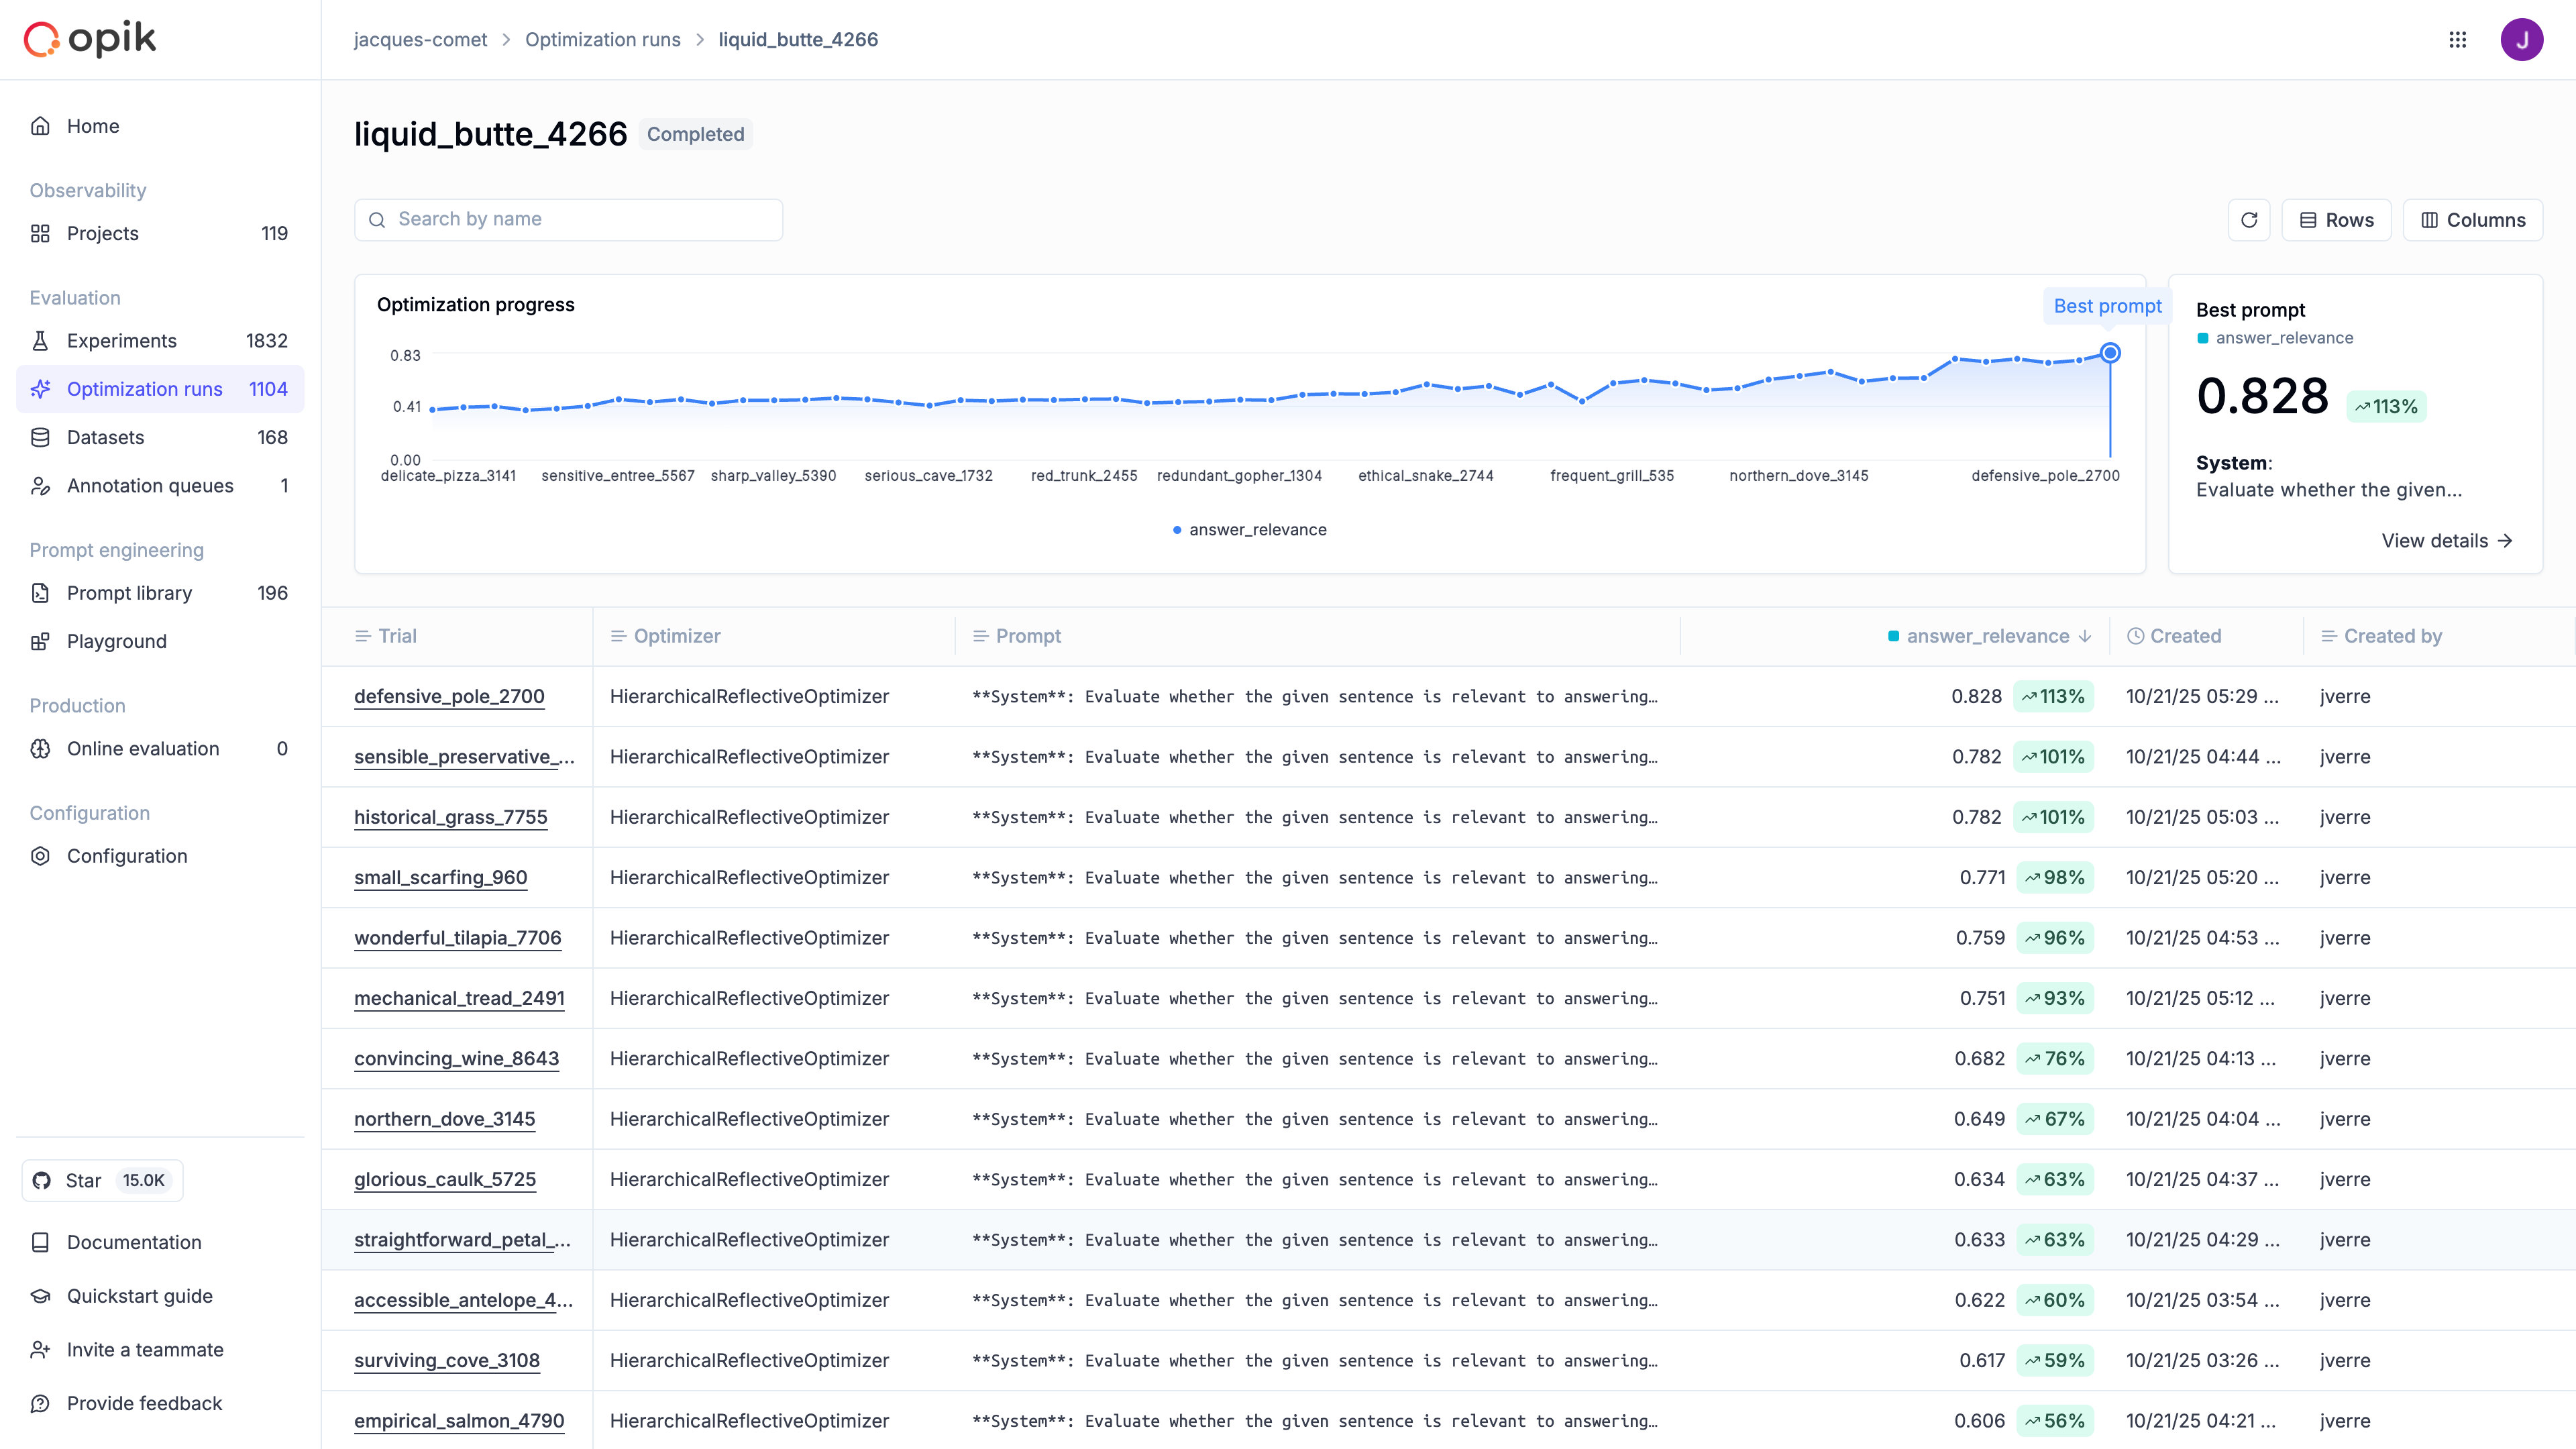 opik
jacques-comet > Optimization runs > liquid_butte_4266
J
Home
Observability
Projects 119
Evaluation
Experiments 1832
Optimization runs 1104
Datasets 168
Annotation queues 1
Prompt engineering
Prompt library 196
Playground
Production
Online evaluation 0
Configuration
Configuration
Star 15.0K
Documentation
Quickstart guide
Invite a teammate
Provide feedback
liquid_butte_4266 Completed
Search by name
Rows Columns
Optimization progress
Best prompt
0.83
0.41
0.00
delicate_pizza_3141 sensitive_entree_5567 sharp_valley_5390 serious_cave_1732 red_trunk_2455 redundant_gopher_1304 ethical_snake_2744 frequent_grill_535 northern_dove_3145 defensive_pole_2700
answer_relevance
Best prompt
answer_relevance
0.828 113%
System:
Evaluate whether the given...
View details →
Trial Optimizer Prompt answer_relevance ↓ Created Created by
defensive_pole_2700 HierarchicalReflectiveOptimizer **System**: Evaluate whether the given sentence is relevant to answering… 0.828 113% 10/21/25 05:29 ... jverre
sensible_preservative_... HierarchicalReflectiveOptimizer **System**: Evaluate whether the given sentence is relevant to answering… 0.782 101% 10/21/25 04:44 ... jverre
historical_grass_7755 HierarchicalReflectiveOptimizer **System**: Evaluate whether the given sentence is relevant to answering… 0.782 101% 10/21/25 05:03 ... jverre
small_scarfing_960 HierarchicalReflectiveOptimizer **System**: Evaluate whether the given sentence is relevant to answering… 0.771 98% 10/21/25 05:20 ... jverre
wonderful_tilapia_7706 HierarchicalReflectiveOptimizer **System**: Evaluate whether the given sentence is relevant to answering… 0.759 96% 10/21/25 04:53 ... jverre
mechanical_tread_2491 HierarchicalReflectiveOptimizer **System**: Evaluate whether the given sentence is relevant to answering… 0.751 93% 10/21/25 05:12 ... jverre
convincing_wine_8643 HierarchicalReflectiveOptimizer **System**: Evaluate whether the given sentence is relevant to answering… 0.682 76% 10/21/25 04:13 ... jverre
northern_dove_3145 HierarchicalReflectiveOptimizer **System**: Evaluate whether the given sentence is relevant to answering… 0.649 67% 10/21/25 04:04 ... jverre
glorious_caulk_5725 HierarchicalReflectiveOptimizer **System**: Evaluate whether the given sentence is relevant to answering… 0.634 63% 10/21/25 04:37 ... jverre
straightforward_petal_... HierarchicalReflectiveOptimizer **System**: Evaluate whether the given sentence is relevant to answering… 0.633 63% 10/21/25 04:29 ... jverre
accessible_antelope_4... HierarchicalReflectiveOptimizer **System**: Evaluate whether the given sentence is relevant to answering… 0.622 60% 10/21/25 03:54 ... jverre
surviving_cove_3108 HierarchicalReflectiveOptimizer **System**: Evaluate whether the given sentence is relevant to answering… 0.617 59% 10/21/25 03:26 ... jverre
empirical_salmon_4790 HierarchicalReflectiveOptimizer **System**: Evaluate whether the given sentence is relevant to answering… 0.606 56% 10/21/25 04:21 ... jverre